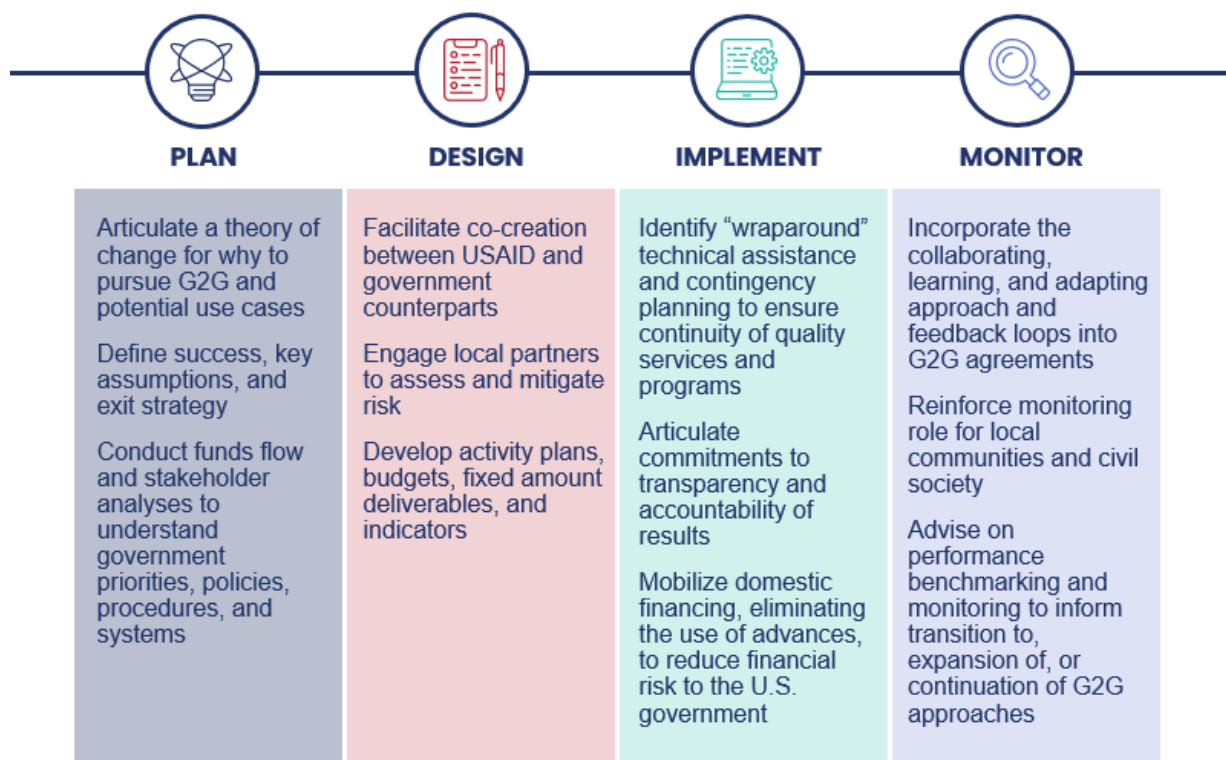 PLAN
Articulate a theory of
change for why to
pursue G2G and
potential use cases
Define success, key
assumptions, and
exit strategy
Conduct funds flow
and stakeholder
analyses to
understand
government
priorities, policies,
procedures, and
systems
DESIGN
Facilitate co-creation
between USAID and
government
counterparts
Engage local partners
to assess and mitigate
risk
Develop activity plans,
budgets, fixed amount
deliverables, and
indicators
IMPLEMENT
Identify “wraparound”
technical assistance
and contingency
planning to ensure
continuity of quality
services and
programs
Articulate
commitments to
transparency and
accountability of
results
Mobilize domestic
financing, eliminating
the use of advances,
to reduce financial
risk to the U.S.
government
MONITOR
Incorporate the
collaborating,
learning, and adapting
approach and
feedback loops into
G2G agreements
Reinforce monitoring
role for local
communities and civil
society
Advise on
performance
benchmarking and
monitoring to inform
transition to,
expansion of, or
continuation of G2G
approaches